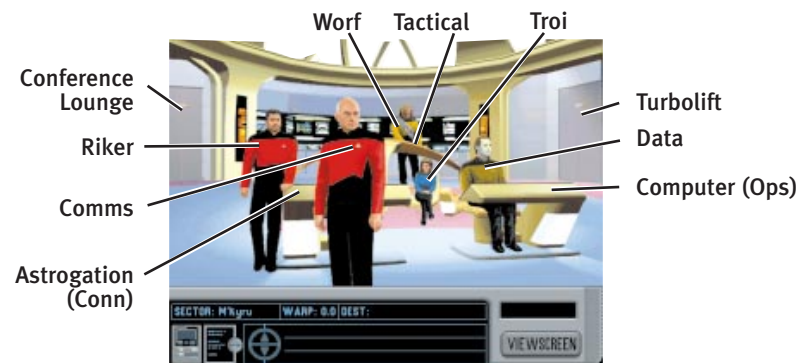 Worf Tactical Troi
Conference
Lounge
Turbolift
Riker
Data
Computer (Ops)
Comms
Astrogation
(Conn)
SECTOR: M'Kyru WARP: 0.0 DEST:
VIEWSCREEN